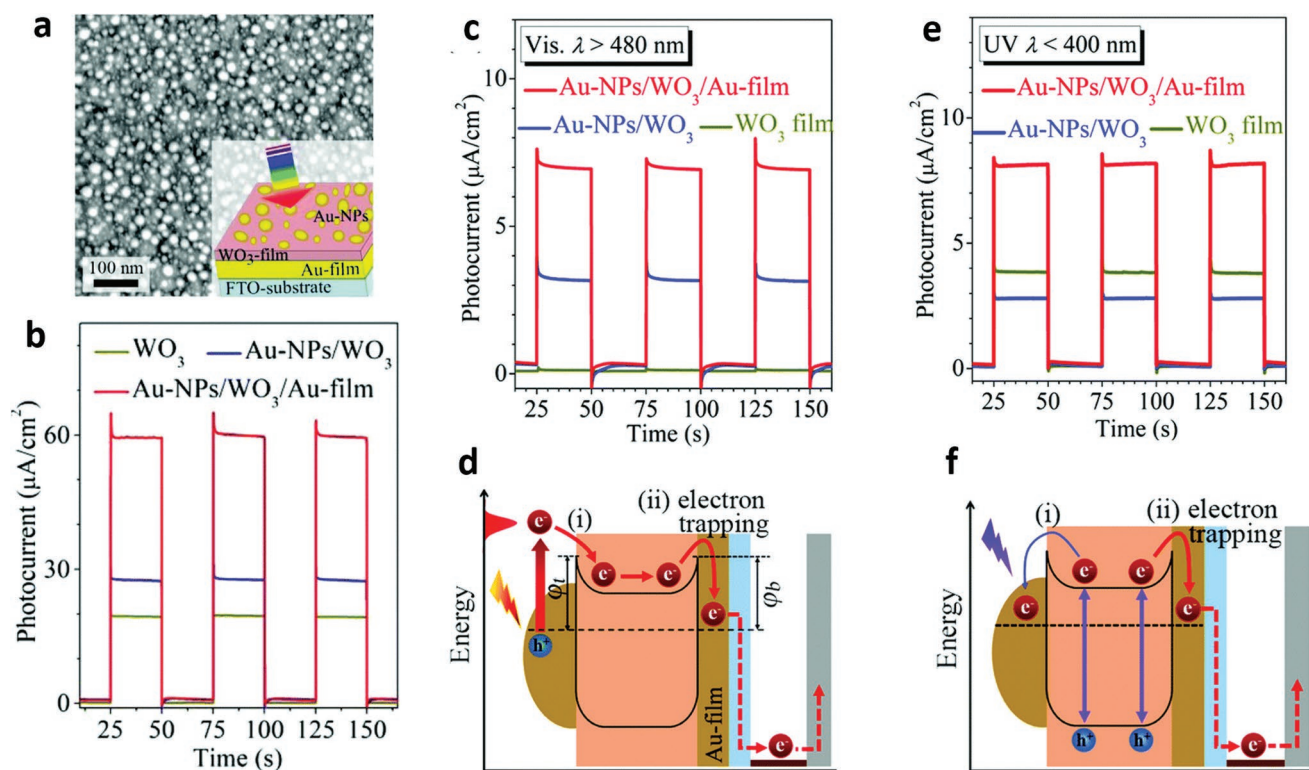 a
100 nm
Au-NPs
WO3-film
Au-film
FTO-substrate
b
WO3
Au-NPs/WO3
Au-NPs/WO3/Au-film
Photocurrent (μA/cm2)
60
30
0
25
50
75
100
125
150
Time (s)
c
Vis. λ > 480 nm
Au-NPs/WO3/Au-film
Au-NPs/WO3
WO3 film
Photocurrent (μA/cm2)
10
5
0
25
50
75
100
125
150
Time (s)
d
(i)
(ii) electron
trapping
e-
e-
e-
e-
e-
h+
φt
φb
Energy
Au-film
e
UV λ < 400 nm
Au-NPs/WO3/Au-film
Au-NPs/WO3
WO3 film
Photocurrent (μA/cm2)
10
5
0
25
50
75
100
125
150
Time (s)
f
(i)
(ii) electron
trapping
e-
e-
e-
e-
e-
h+
h+
Energy